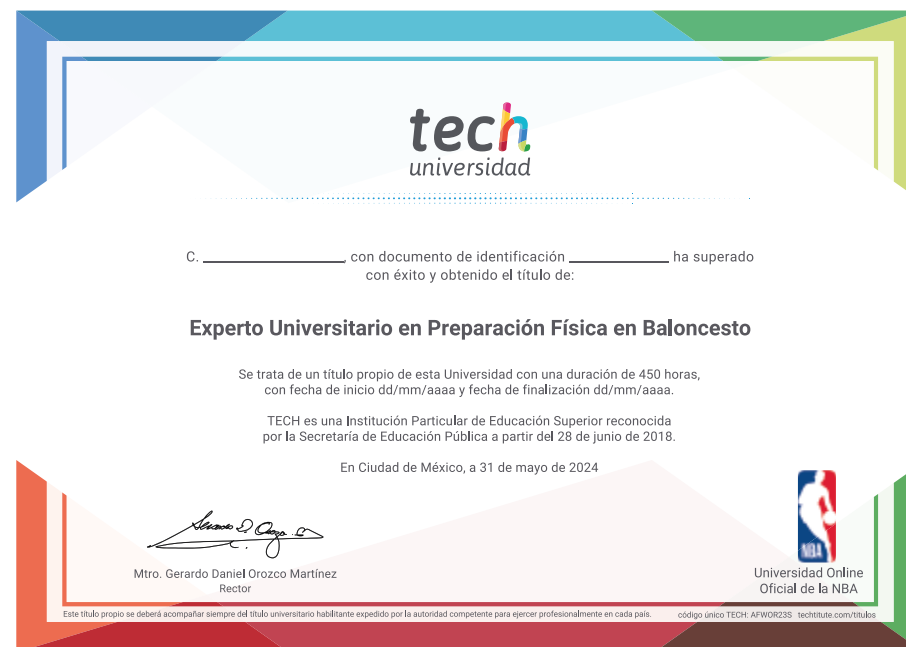 tech
universidad
C. ____________, con documento de identificación ____________ ha superado
con éxito y obtenido el título de:
Experto Universitario en Preparación Física en Baloncesto
Se trata de un título propio de esta Universidad con una duración de 450 horas,
con fecha de inicio dd/mm/aaaa y fecha de finalización dd/mm/aaaa.
TECH es una Institución Particular de Educación Superior reconocida
por la Secretaría de Educación Pública a partir del 28 de junio de 2018.
En Ciudad de México, a 31 de mayo de 2024
Mtro. Gerardo Daniel Orozco Martínez
Rector
NBA
Universidad Online
Oficial de la NBA
Este título propio se deberá acompañar siempre del título universitario habilitante expedido por la autoridad competente para ejercer profesionalmente en cada país.
código único TECH: AFWOR23S techtitute.com/titulos